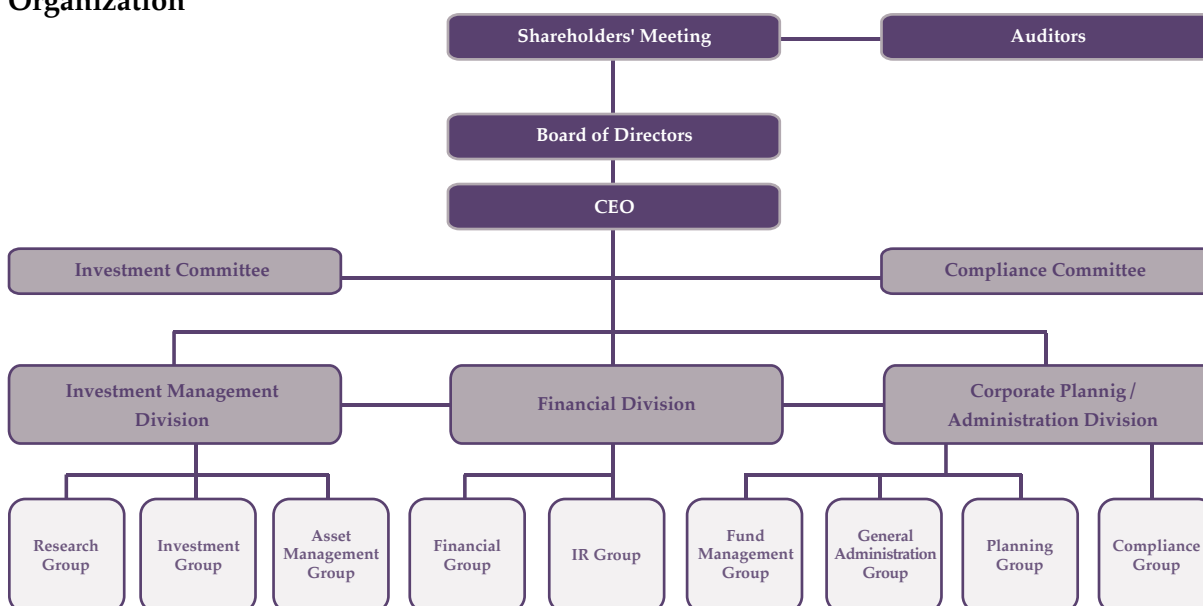 Organization
Shareholders' Meeting
Auditors
Board of Directors
CEO
Investment Committee
Compliance Committee
Investment Management
Division
Financial Division
Corporate Plannig /
Administration Division
Research
Group
Investment
Group
Asset
Management
Group
Financial
Group
IR Group
Fund
Management
Group
General
Administration
Group
Planning
Group
Compliance
Group